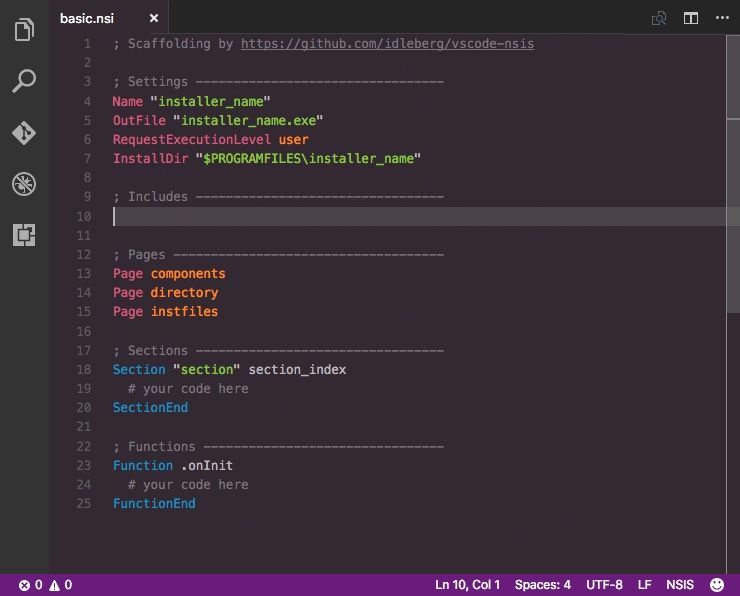 basic.nsi ×
1 ; Scaffolding by https://github.com/idleberg/vscode-nsis
2
3 ; Settings ---------------------------------
4 Name "installer_name"
5 OutFile "installer_name.exe"
6 RequestExecutionLevel user
7 InstallDir "$PROGRAMFILES\installer_name"
8
9 ; Includes ---------------------------------
10
11
12 ; Pages ------------------------------------
13 Page components
14 Page directory
15 Page instfiles
16
17 ; Sections ---------------------------------
18 Section "section" section_index
19   # your code here
20 SectionEnd
21
22 ; Functions --------------------------------
23 Function .onInit
24   # your code here
25 FunctionEnd
0 0 Ln 10, Col 1 Spaces: 4 UTF-8 LF NSIS